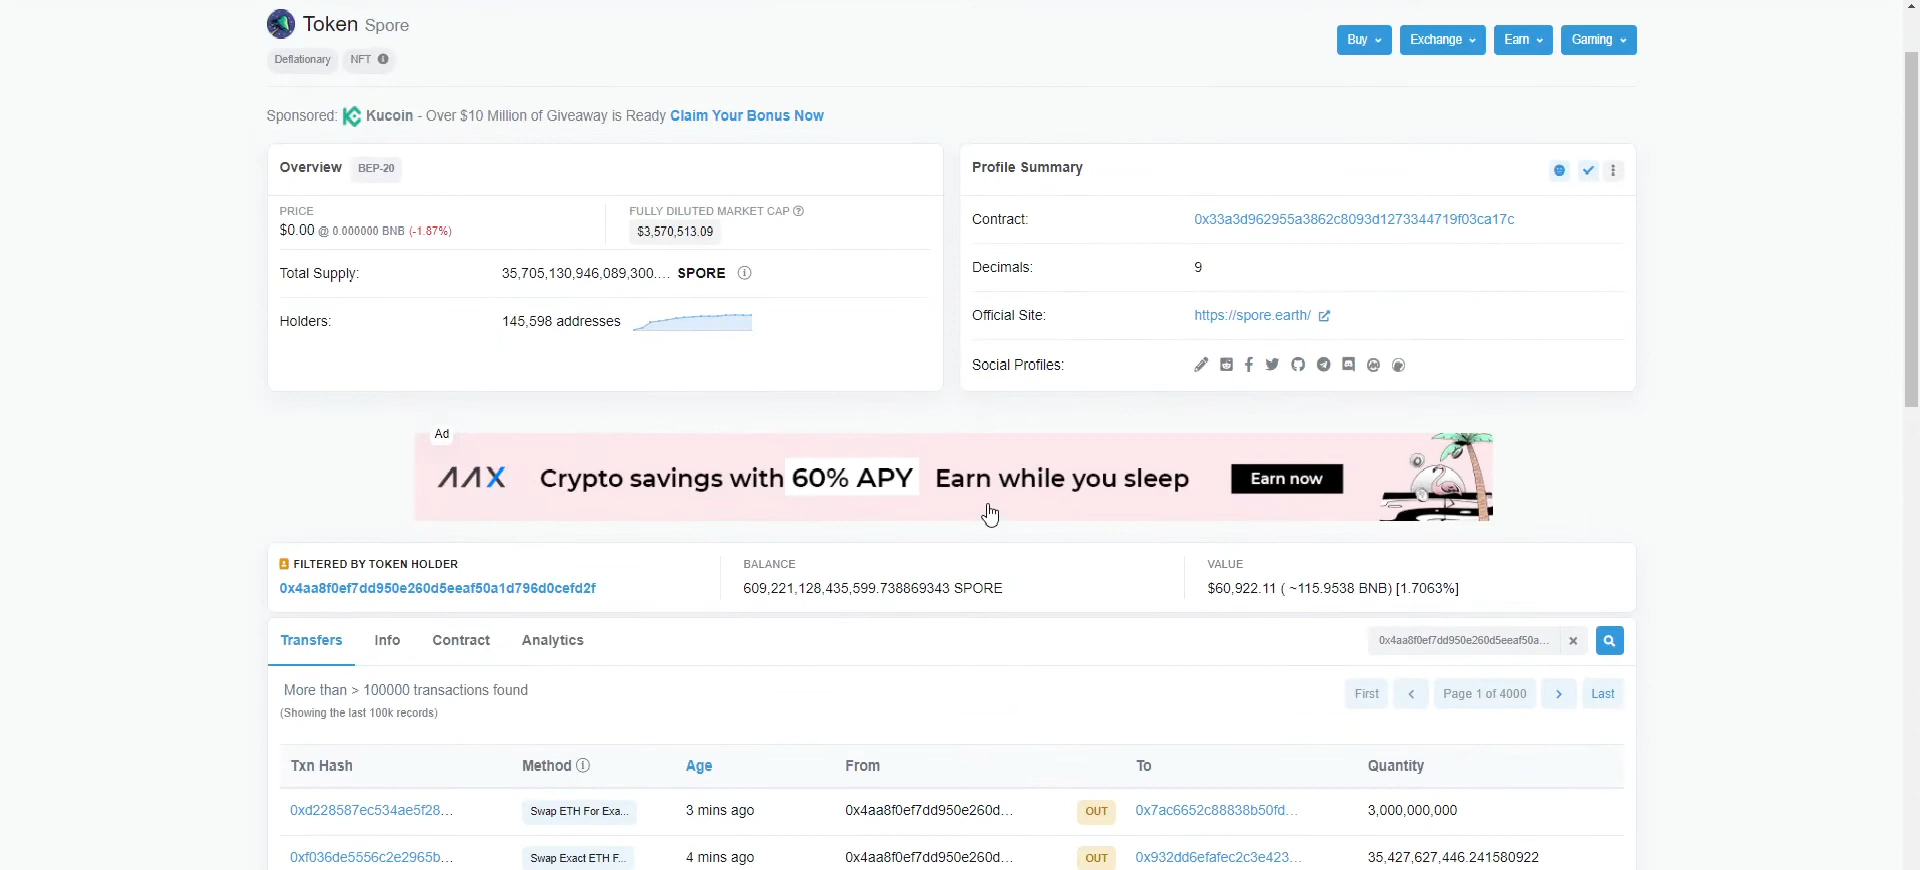 Token Spore
Buy Exchange Earn Gaming
Deflationary NFT
Sponsored: Kucoin - Over $10 Million of Giveaway is Ready Claim Your Bonus Now
Overview BEP-20
PRICE
$0.00 @ 0.000000 BNB (-1.87%)
FULLY DILUTED MARKET CAP
$3,570,513.09
Total Supply: 35,705,130,946,089,300.... SPORE
Holders: 145,598 addresses
Profile Summary
Contract: 0x33a3d962955a3862c8093d1273344719f03ca17c
Decimals: 9
Official Site: https://spore.earth/
Social Profiles:
Ad
AAX Crypto savings with 60% APY Earn while you sleep Earn now
FILTERED BY TOKEN HOLDER
0x4aa8f0ef7dd950e260d5eeaf50a1d796d0cefd2f
BALANCE
609,221,128,435,599.738869343 SPORE
VALUE
$60,922.11 ( ~115.9538 BNB) [1.7063%]
Transfers Info Contract Analytics
0x4aa8f0ef7dd950e260d5eeaf50a...
More than > 100000 transactions found
(Showing the last 100k records)
First Page 1 of 4000 Last
Txn Hash Method Age From To Quantity
0xd228587ec534ae5f28... Swap ETH For Exa... 3 mins ago 0x4aa8f0ef7dd950e260d... OUT 0x7ac6652c88838b50fd... 3,000,000,000
0xf036de5556c2e2965b... Swap Exact ETH F... 4 mins ago 0x4aa8f0ef7dd950e260d... OUT 0x932dd6efafec2c3e423... 35,427,627,446.241580922